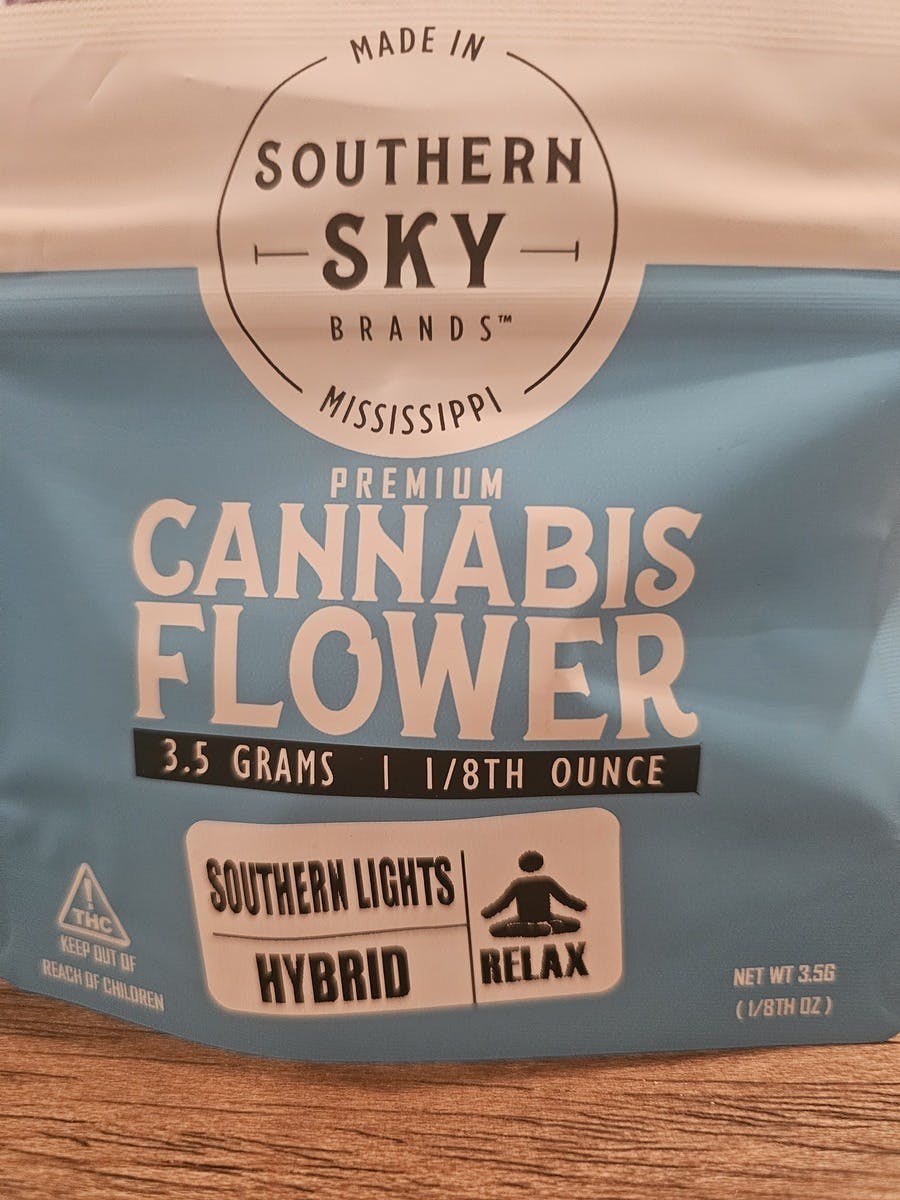 MADE IN
SOUTHERN
SKY
BRANDS™
MISSISSIPPI
PREMIUM
CANNABIS
FLOWER
3.5 GRAMS | 1/8TH OUNCE
SOUTHERN LIGHTS
HYBRID
RELAX
THC
KEEP OUT OF
REACH OF CHILDREN
NET WT 3.5G
(1/8TH OZ)